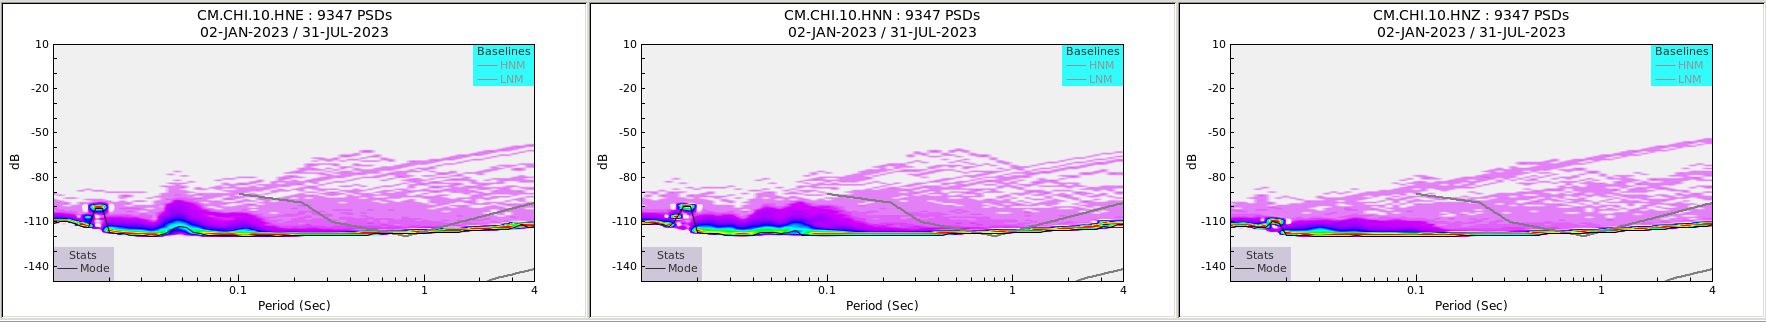 CM.CHI.10.HNE : 9347 PSDs
02-JAN-2023 / 31-JUL-2023
10
-20
-50
-80
-110
-140
dB
Baselines
HNM
LNM
Stats
Mode
0.1
1
4
Period (Sec)
CM.CHI.10.HNN : 9347 PSDs
02-JAN-2023 / 31-JUL-2023
10
-20
-50
-80
-110
-140
dB
Baselines
HNM
LNM
Stats
Mode
0.1
1
4
Period (Sec)
CM.CHI.10.HNZ : 9347 PSDs
02-JAN-2023 / 31-JUL-2023
10
-20
-50
-80
-110
-140
dB
Baselines
HNM
LNM
Stats
Mode
0.1
1
4
Period (Sec)